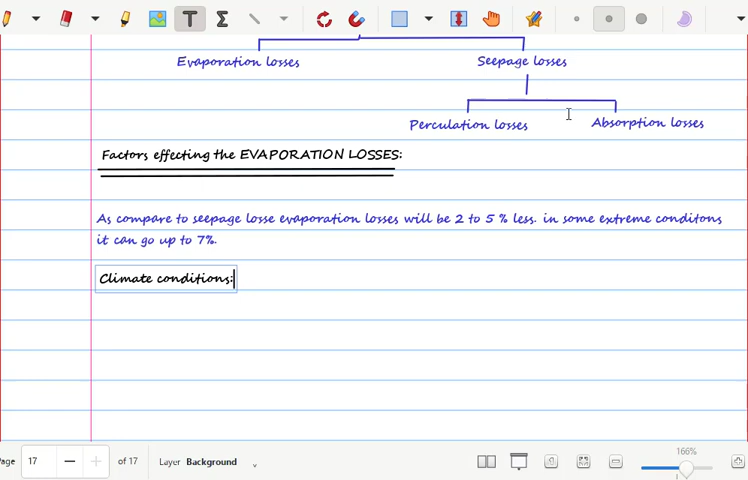 Evaporation losses
Seepage losses
Perculation losses
Absorption losses
Factors effecting the EVAPORATION LOSSES:
As compare to seepage losse evaporation losses will be 2 to 5 % less. in some extreme conditons
it can go up to 7%.
Climate conditions:
Page 17 of 17 Layer Background
166%